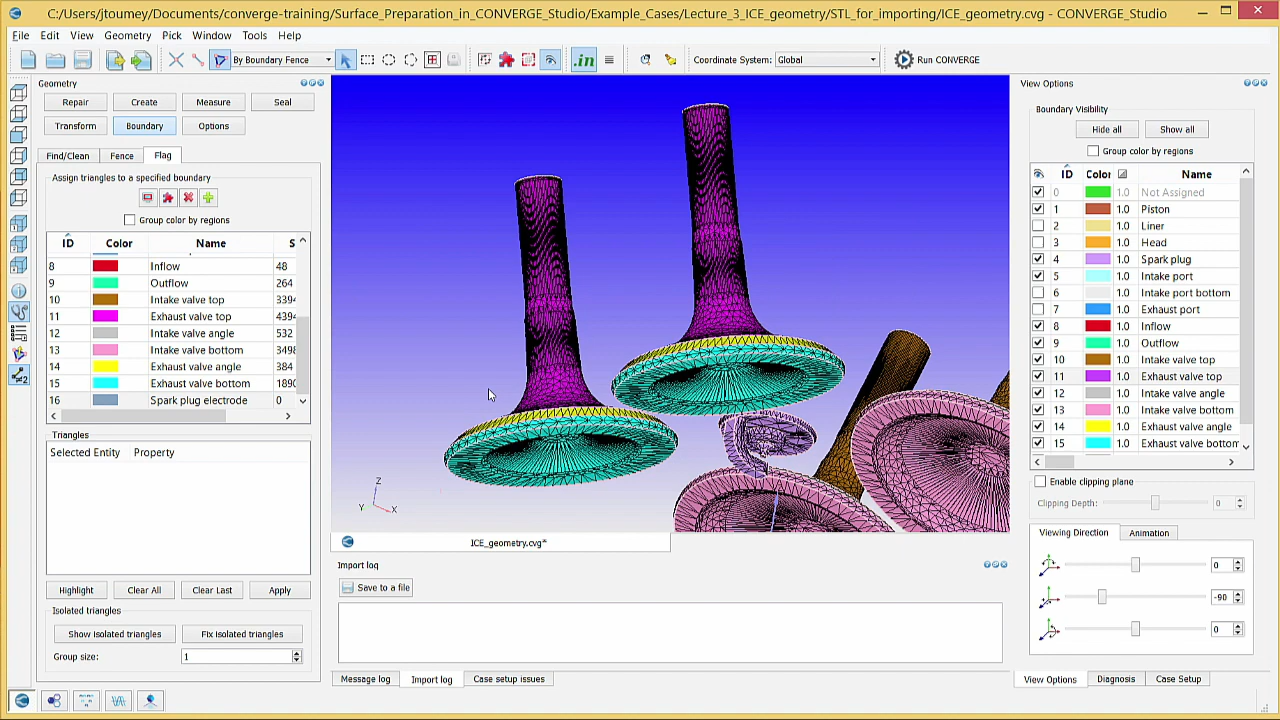 C:/Users/jtoumey/Documents/converge-training/Surface_Preparation_in_CONVERGE_Studio/Example_Cases/Lecture_3_ICE_geometry/STL_for_importing/ICE_geometry.cvg - CONVERGE_Studio
File Edit View Geometry Pick Window Tools Help
By Boundary Fence .in Coordinate System: Global Run CONVERGE
Geometry
Repair Create Measure Seal
Transform Boundary Options
Find/Clean Fence Flag
Assign triangles to a specified boundary
Group color by regions
ID Color Name S
8 Inflow 48
9 Outflow 264
10 Intake valve top 3394
11 Exhaust valve top 4394
12 Intake valve angle 532
13 Intake valve bottom 3498
14 Exhaust valve angle 384
15 Exhaust valve bottom 1890
16 Spark plug electrode 0
Triangles
Selected Entity Property
Highlight Clear All Clear Last Apply
Isolated triangles
Show isolated triangles Fix isolated triangles
Group size: 1
Z
Y X
ICE_geometry.cvg*
Import log
Save to a file
Message log Import log Case setup issues
View Options
Boundary Visibility
Hide all Show all
Group color by regions
ID Color Name
0 1.0 Not Assigned
1 1.0 Piston
2 1.0 Liner
3 1.0 Head
4 1.0 Spark plug
5 1.0 Intake port
6 1.0 Intake port bottom
7 1.0 Exhaust port
8 1.0 Inflow
9 1.0 Outflow
10 1.0 Intake valve top
11 1.0 Exhaust valve top
12 1.0 Intake valve angle
13 1.0 Intake valve bottom
14 1.0 Exhaust valve angle
15 1.0 Exhaust valve bottom
Enable clipping plane
Clipping Depth: 0
Viewing Direction Animation
0
-90
0
View Options Diagnosis Case Setup